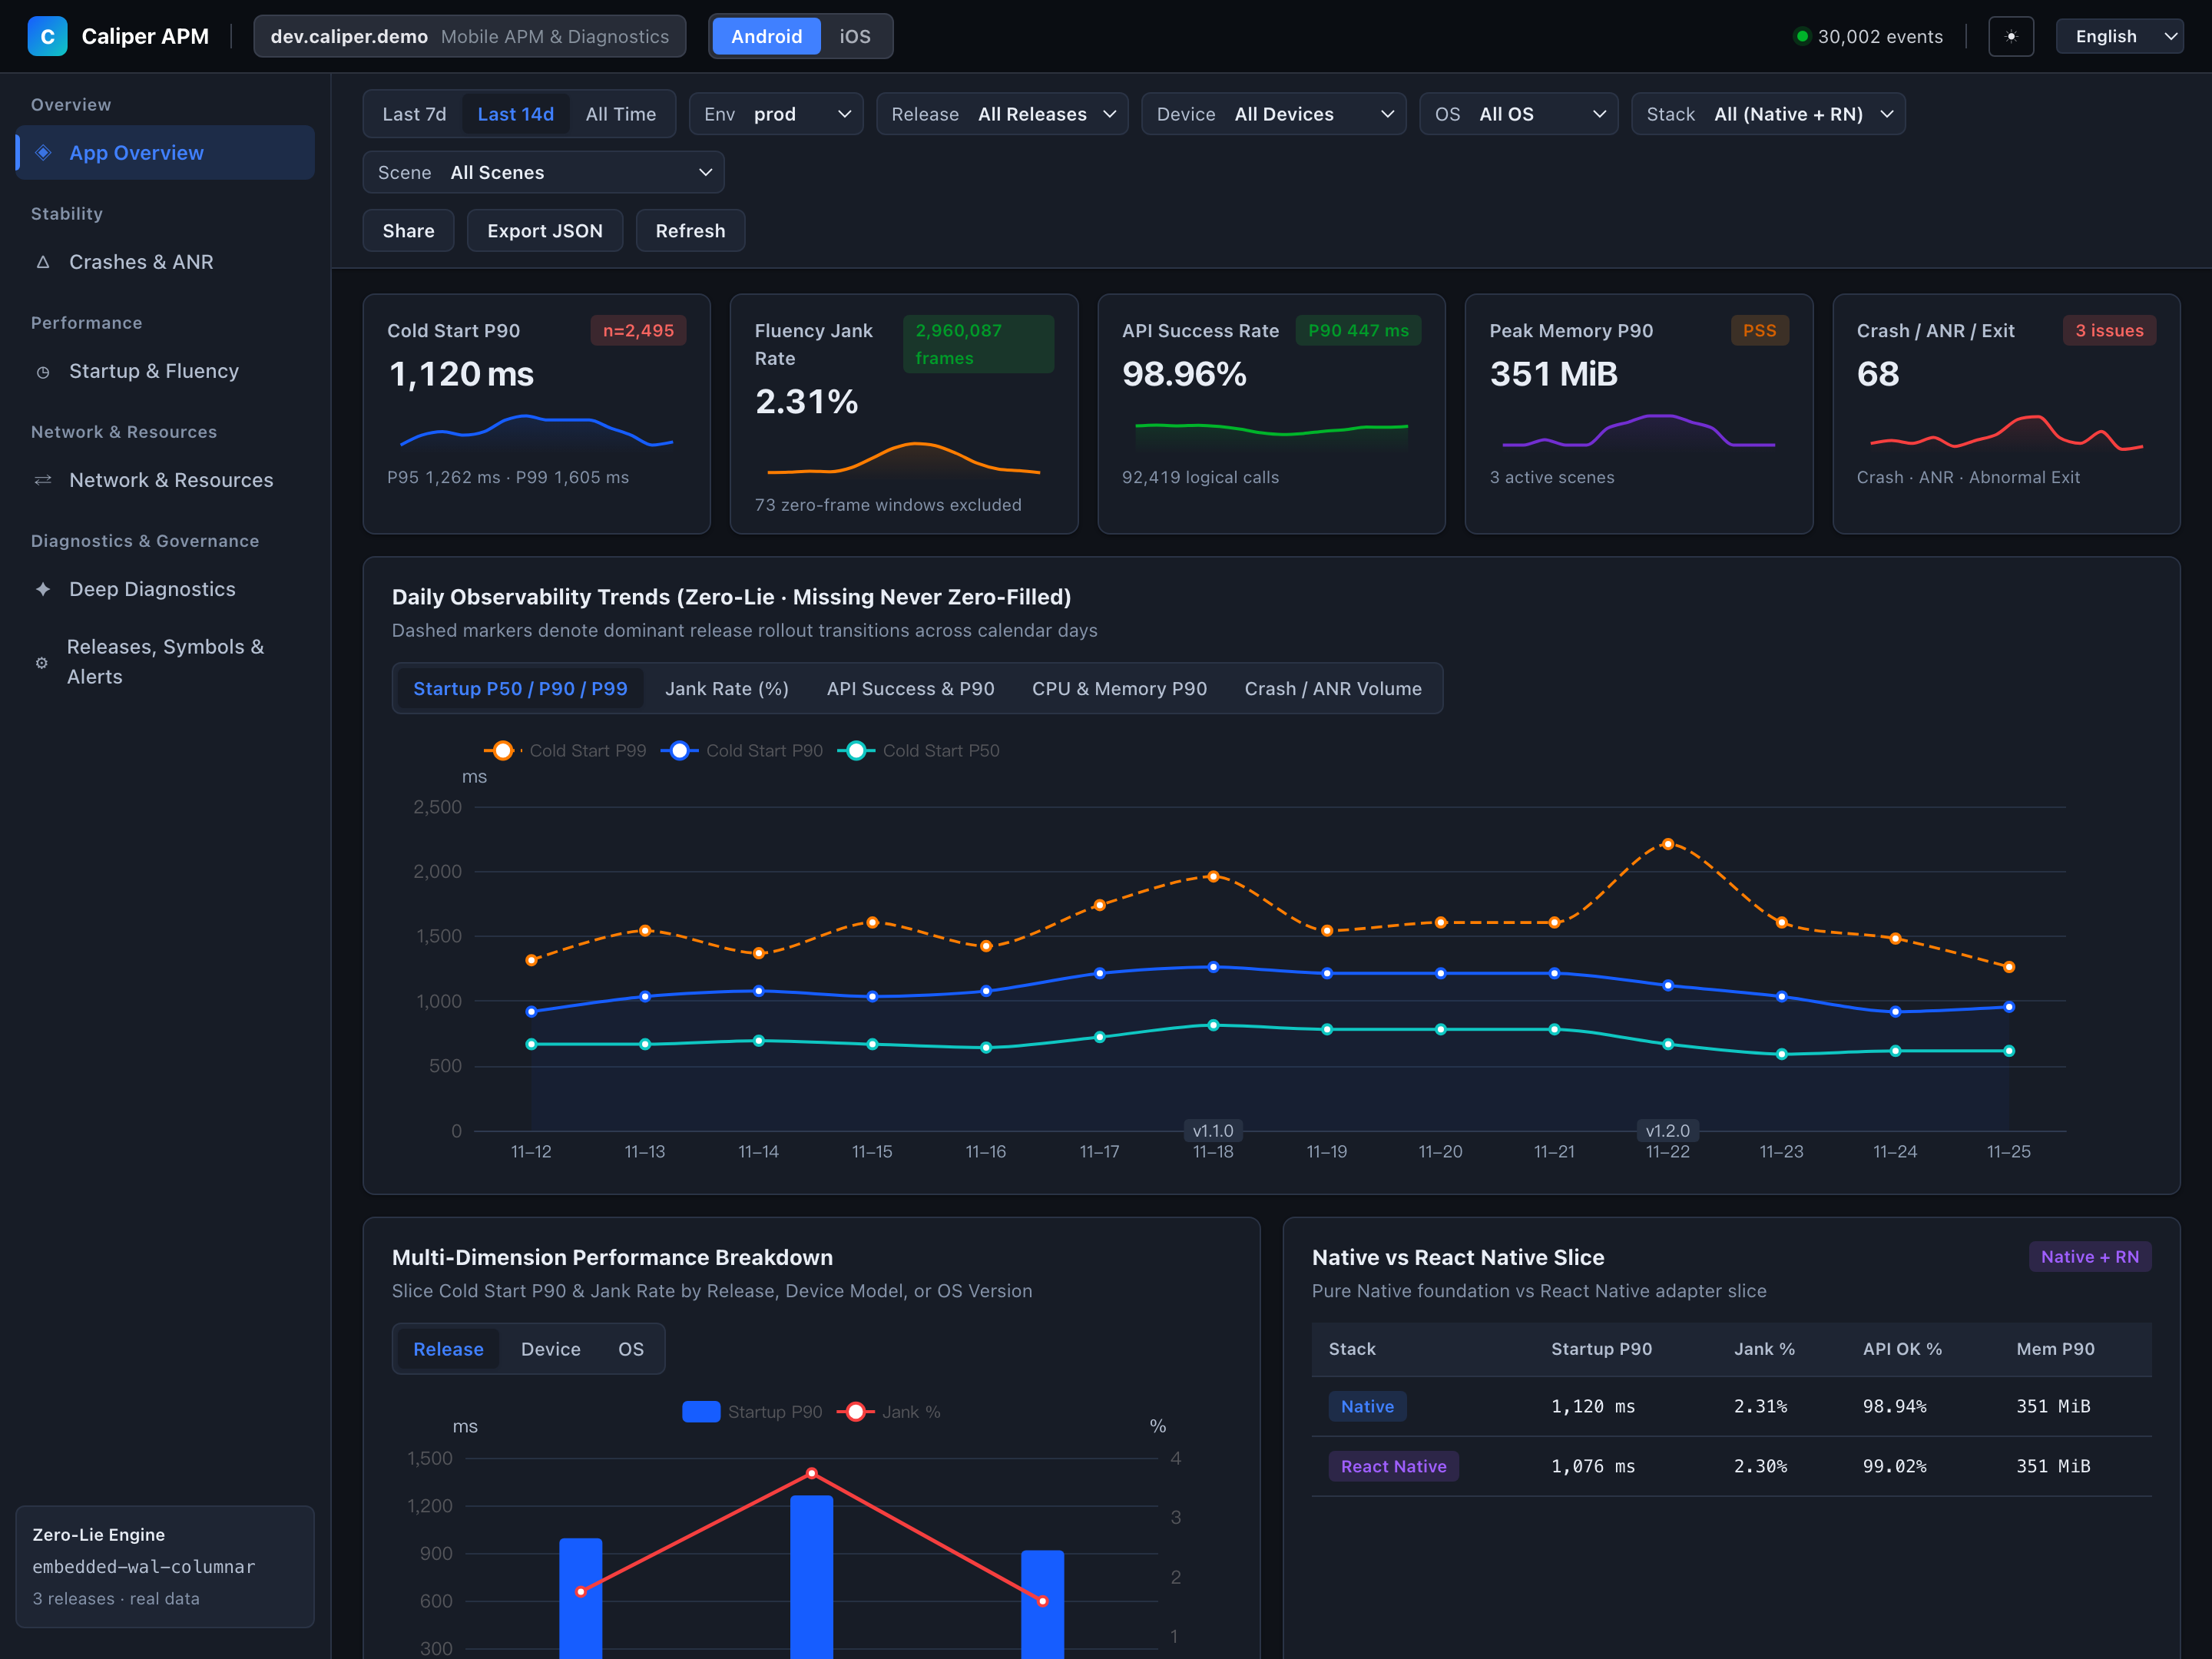 C Caliper APM dev.caliper.demo Mobile APM & Diagnostics Android iOS 30,002 events English
Overview
App Overview
Stability
Crashes & ANR
Performance
Startup & Fluency
Network & Resources
Network & Resources
Diagnostics & Governance
Deep Diagnostics
Releases, Symbols &
Alerts
Zero-Lie Engine
embedded-wal-columnar
3 releases · real data
Last 7d Last 14d All Time Env prod Release All Releases Device All Devices OS All OS Stack All (Native + RN)
Scene All Scenes
Share Export JSON Refresh
Cold Start P90 n=2,495
1,120 ms
P95 1,262 ms · P99 1,605 ms
Fluency Jank
Rate
2,960,087
frames
2.31%
73 zero-frame windows excluded
API Success Rate P90 447 ms
98.96%
92,419 logical calls
Peak Memory P90 PSS
351 MiB
3 active scenes
Crash / ANR / Exit 3 issues
68
Crash · ANR · Abnormal Exit
Daily Observability Trends (Zero-Lie · Missing Never Zero-Filled)
Dashed markers denote dominant release rollout transitions across calendar days
Startup P50 / P90 / P99 Jank Rate (%) API Success & P90 CPU & Memory P90 Crash / ANR Volume
Cold Start P99 Cold Start P90 Cold Start P50
ms
2,500
2,000
1,500
1,000
500
0
v1.1.0 v1.2.0
11-12 11-13 11-14 11-15 11-16 11-17 11-18 11-19 11-20 11-21 11-22 11-23 11-24 11-25
Multi-Dimension Performance Breakdown
Slice Cold Start P90 & Jank Rate by Release, Device Model, or OS Version
Release Device OS
Startup P90 Jank %
ms %
1,500 4
1,200
3
900
2
600
1
300
Native vs React Native Slice Native + RN
Pure Native foundation vs React Native adapter slice
Stack Startup P90 Jank % API OK % Mem P90
Native 1,120 ms 2.31% 98.94% 351 MiB
React Native 1,076 ms 2.30% 99.02% 351 MiB